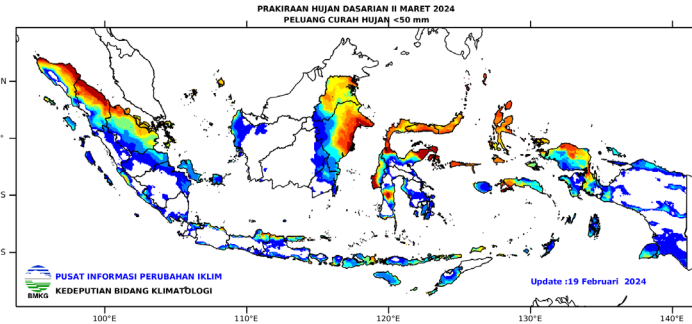 PRAKIRAAN HUJAN DASARIAN II MARET 2024
PELUANG CURAH HUJAN <50 mm
N
°
S
S
PUSAT INFORMASI PERUBAHAN IKLIM
KEDEPUTIAN BIDANG KLIMATOLOGI
BMKG
Update :19 Februari 2024
100°E
110°E
120°E
130°E
140°E